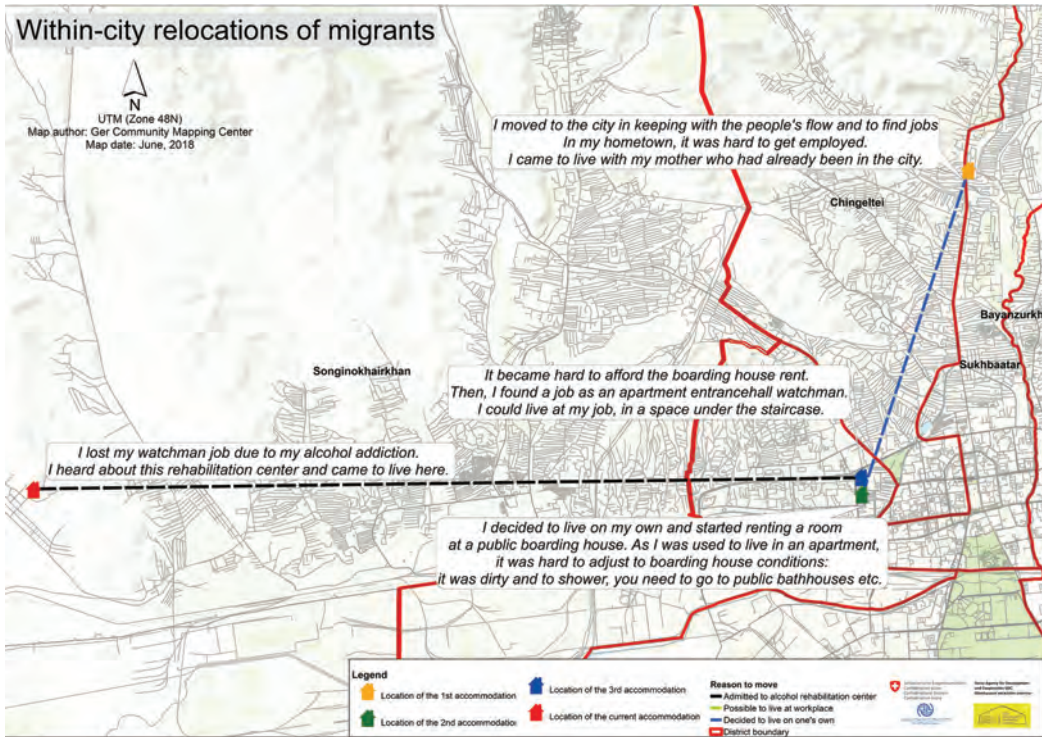 Within-city relocations of migrants
N
UTM (Zone 48N)
Map author: Ger Community Mapping Center
Map date: June, 2018
I moved to the city in keeping with the people's flow and to find jobs
In my hometown, it was hard to get employed.
I came to live with my mother who had already been in the city.
Chingeltei
Bayanzurkh
Sukhbaatar
Songinokhairkhan
It became hard to afford the boarding house rent.
Then, I found a job as an apartment entrancehall watchman.
I could live at my job, in a space under the staircase.
I lost my watchman job due to my alcohol addiction.
I heard about this rehabilitation center and came to live here.
I decided to live on my own and started renting a room
at a public boarding house. As I was used to live in an apartment,
it was hard to adjust to boarding house conditions:
it was dirty and to shower, you need to go to public bathhouses etc.
Legend
Location of the 1st accommodation
Location of the 2nd accommodation
Location of the 3rd accommodation
Location of the current accommodation
Reason to move
Admitted to alcohol rehabilitation center
Possible to live at workplace
Decided to live on one's own
District boundary